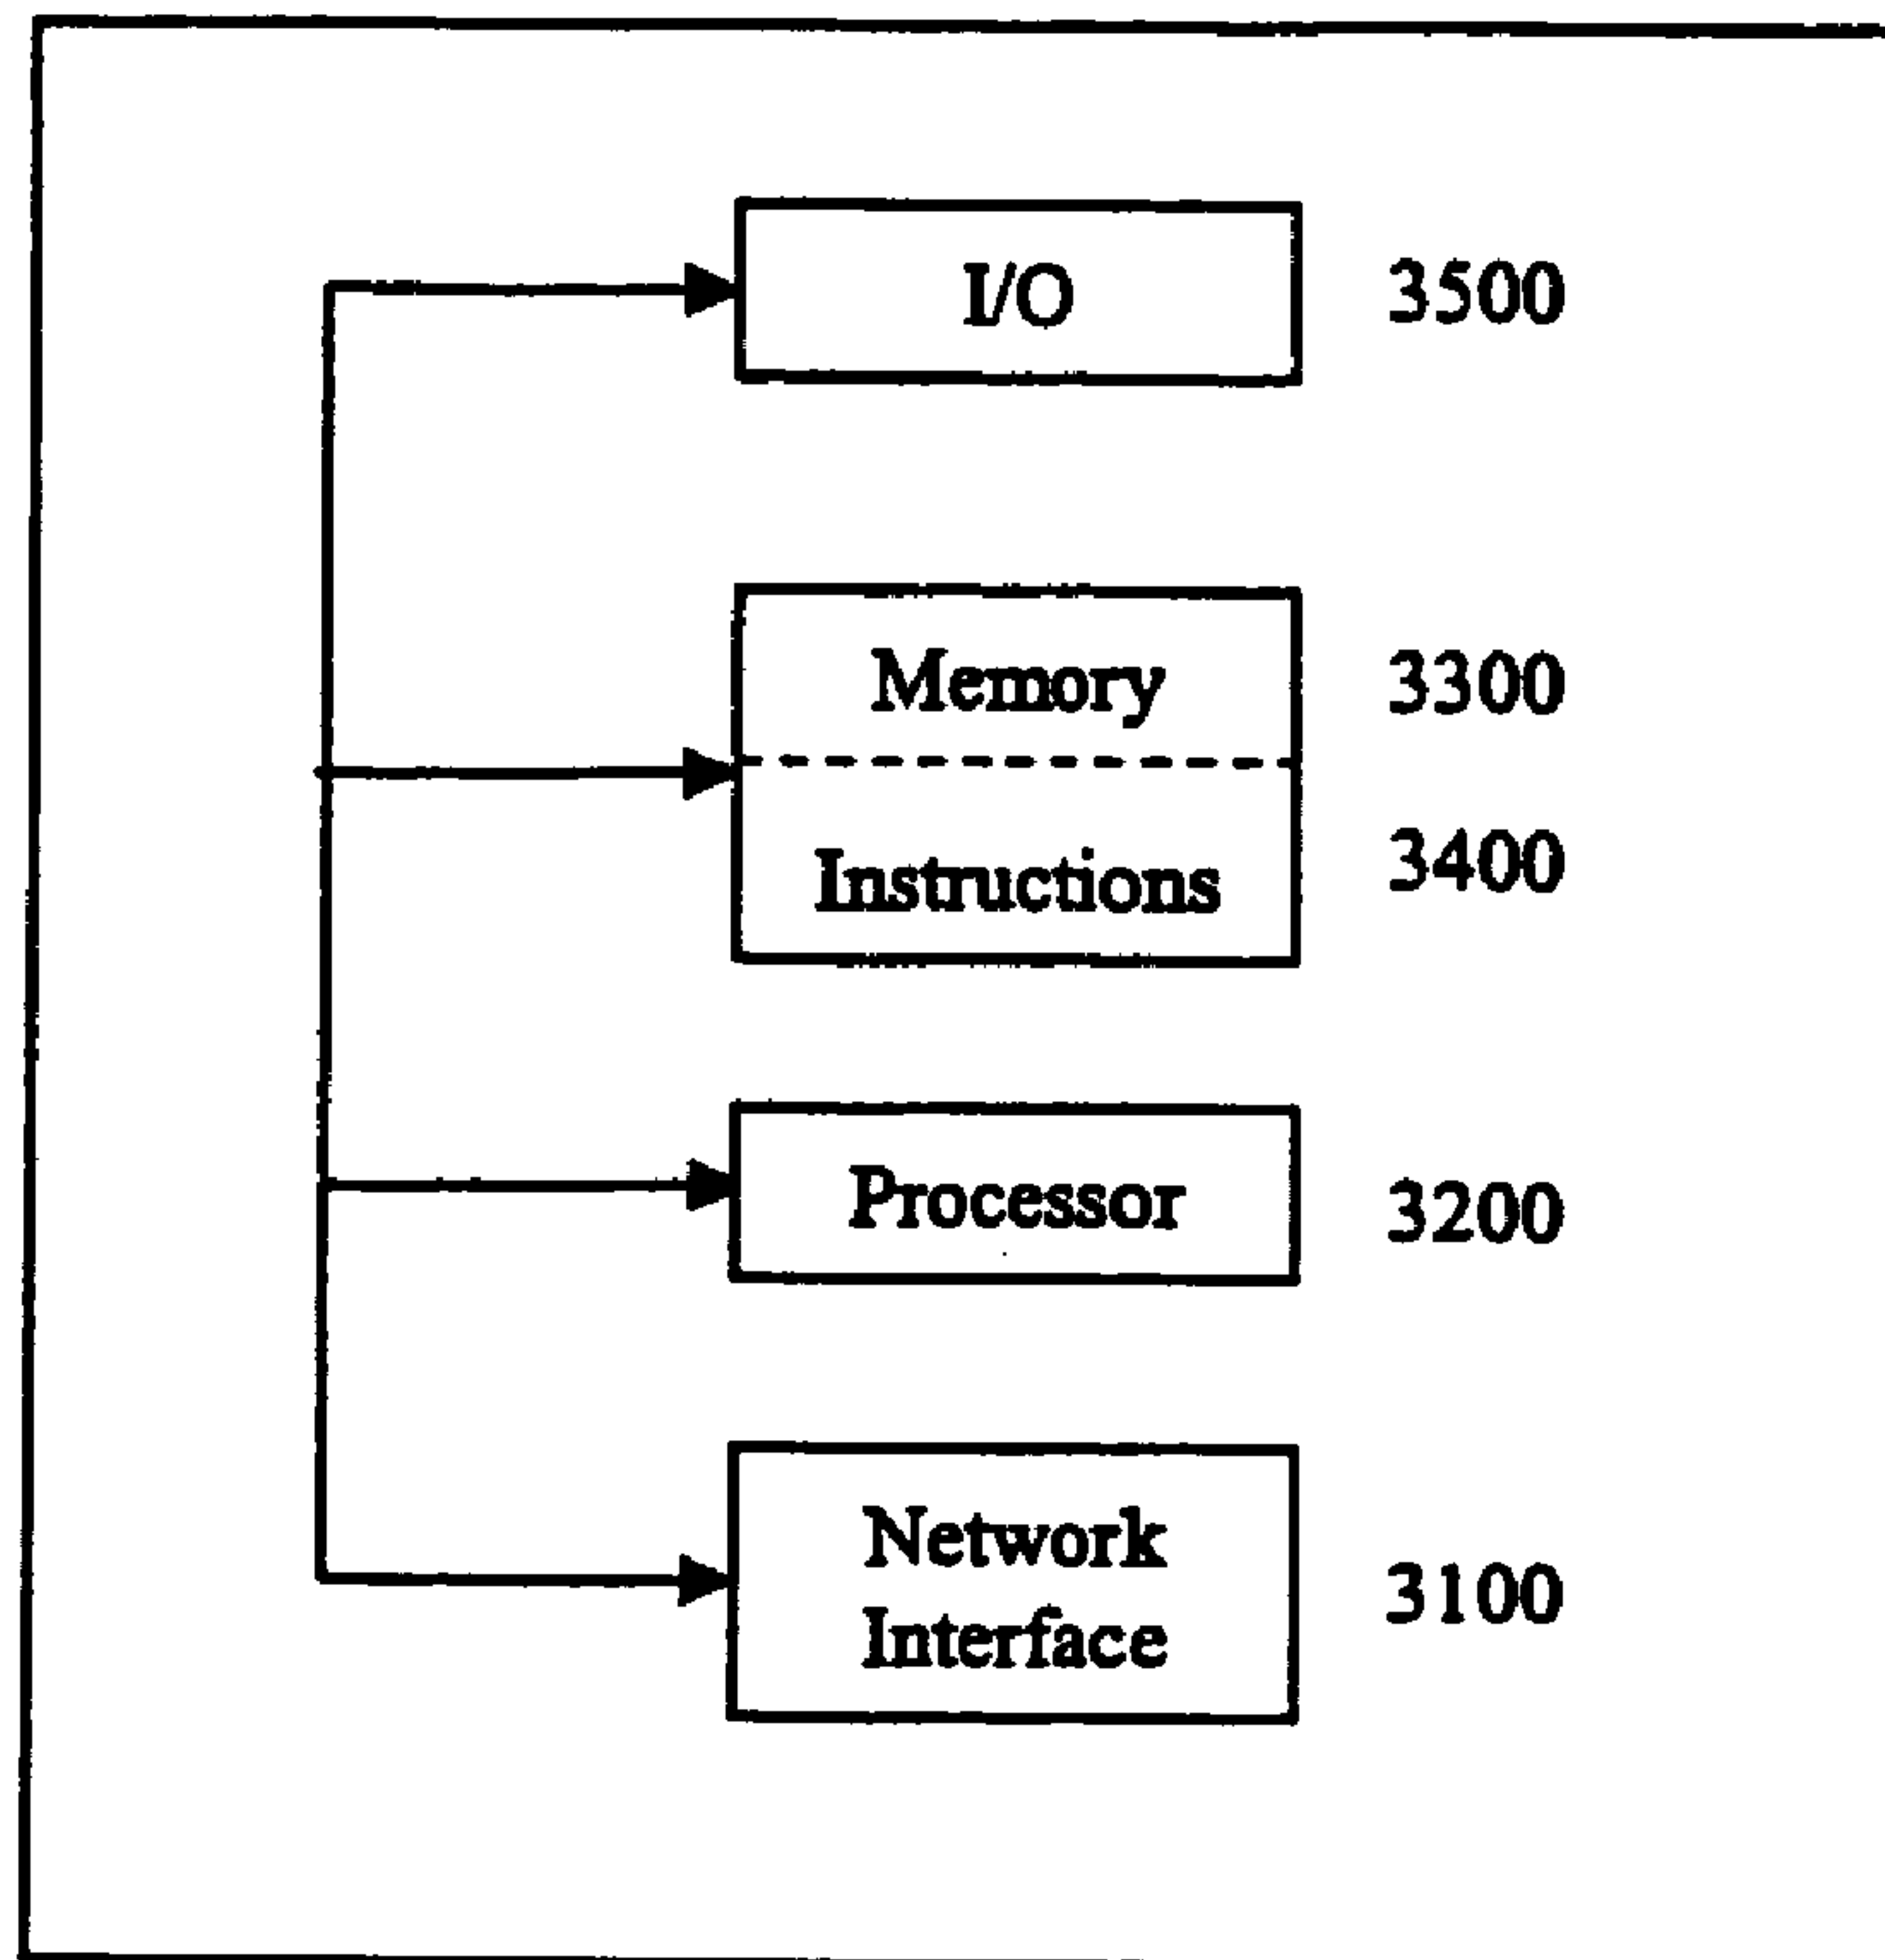 I/O 3500
Memory 3300
Instructions 3400
Processor 3200
Network
Interface
3100